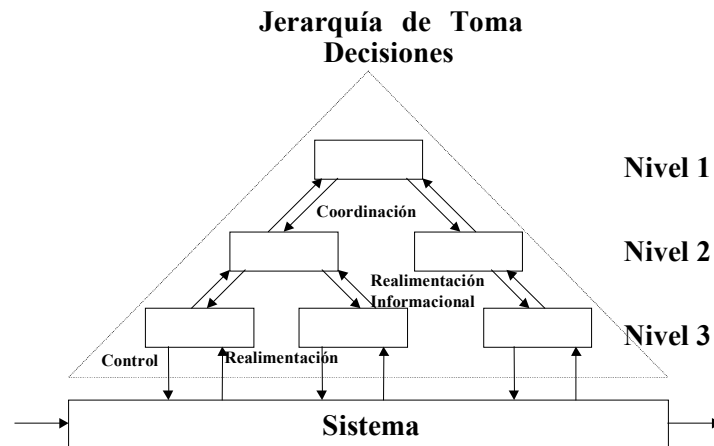 Jerarquía de Toma
Decisiones
Nivel 1
Coordinación
Nivel 2
Realimentación
Informacional
Nivel 3
Control
Realimentación
Sistema